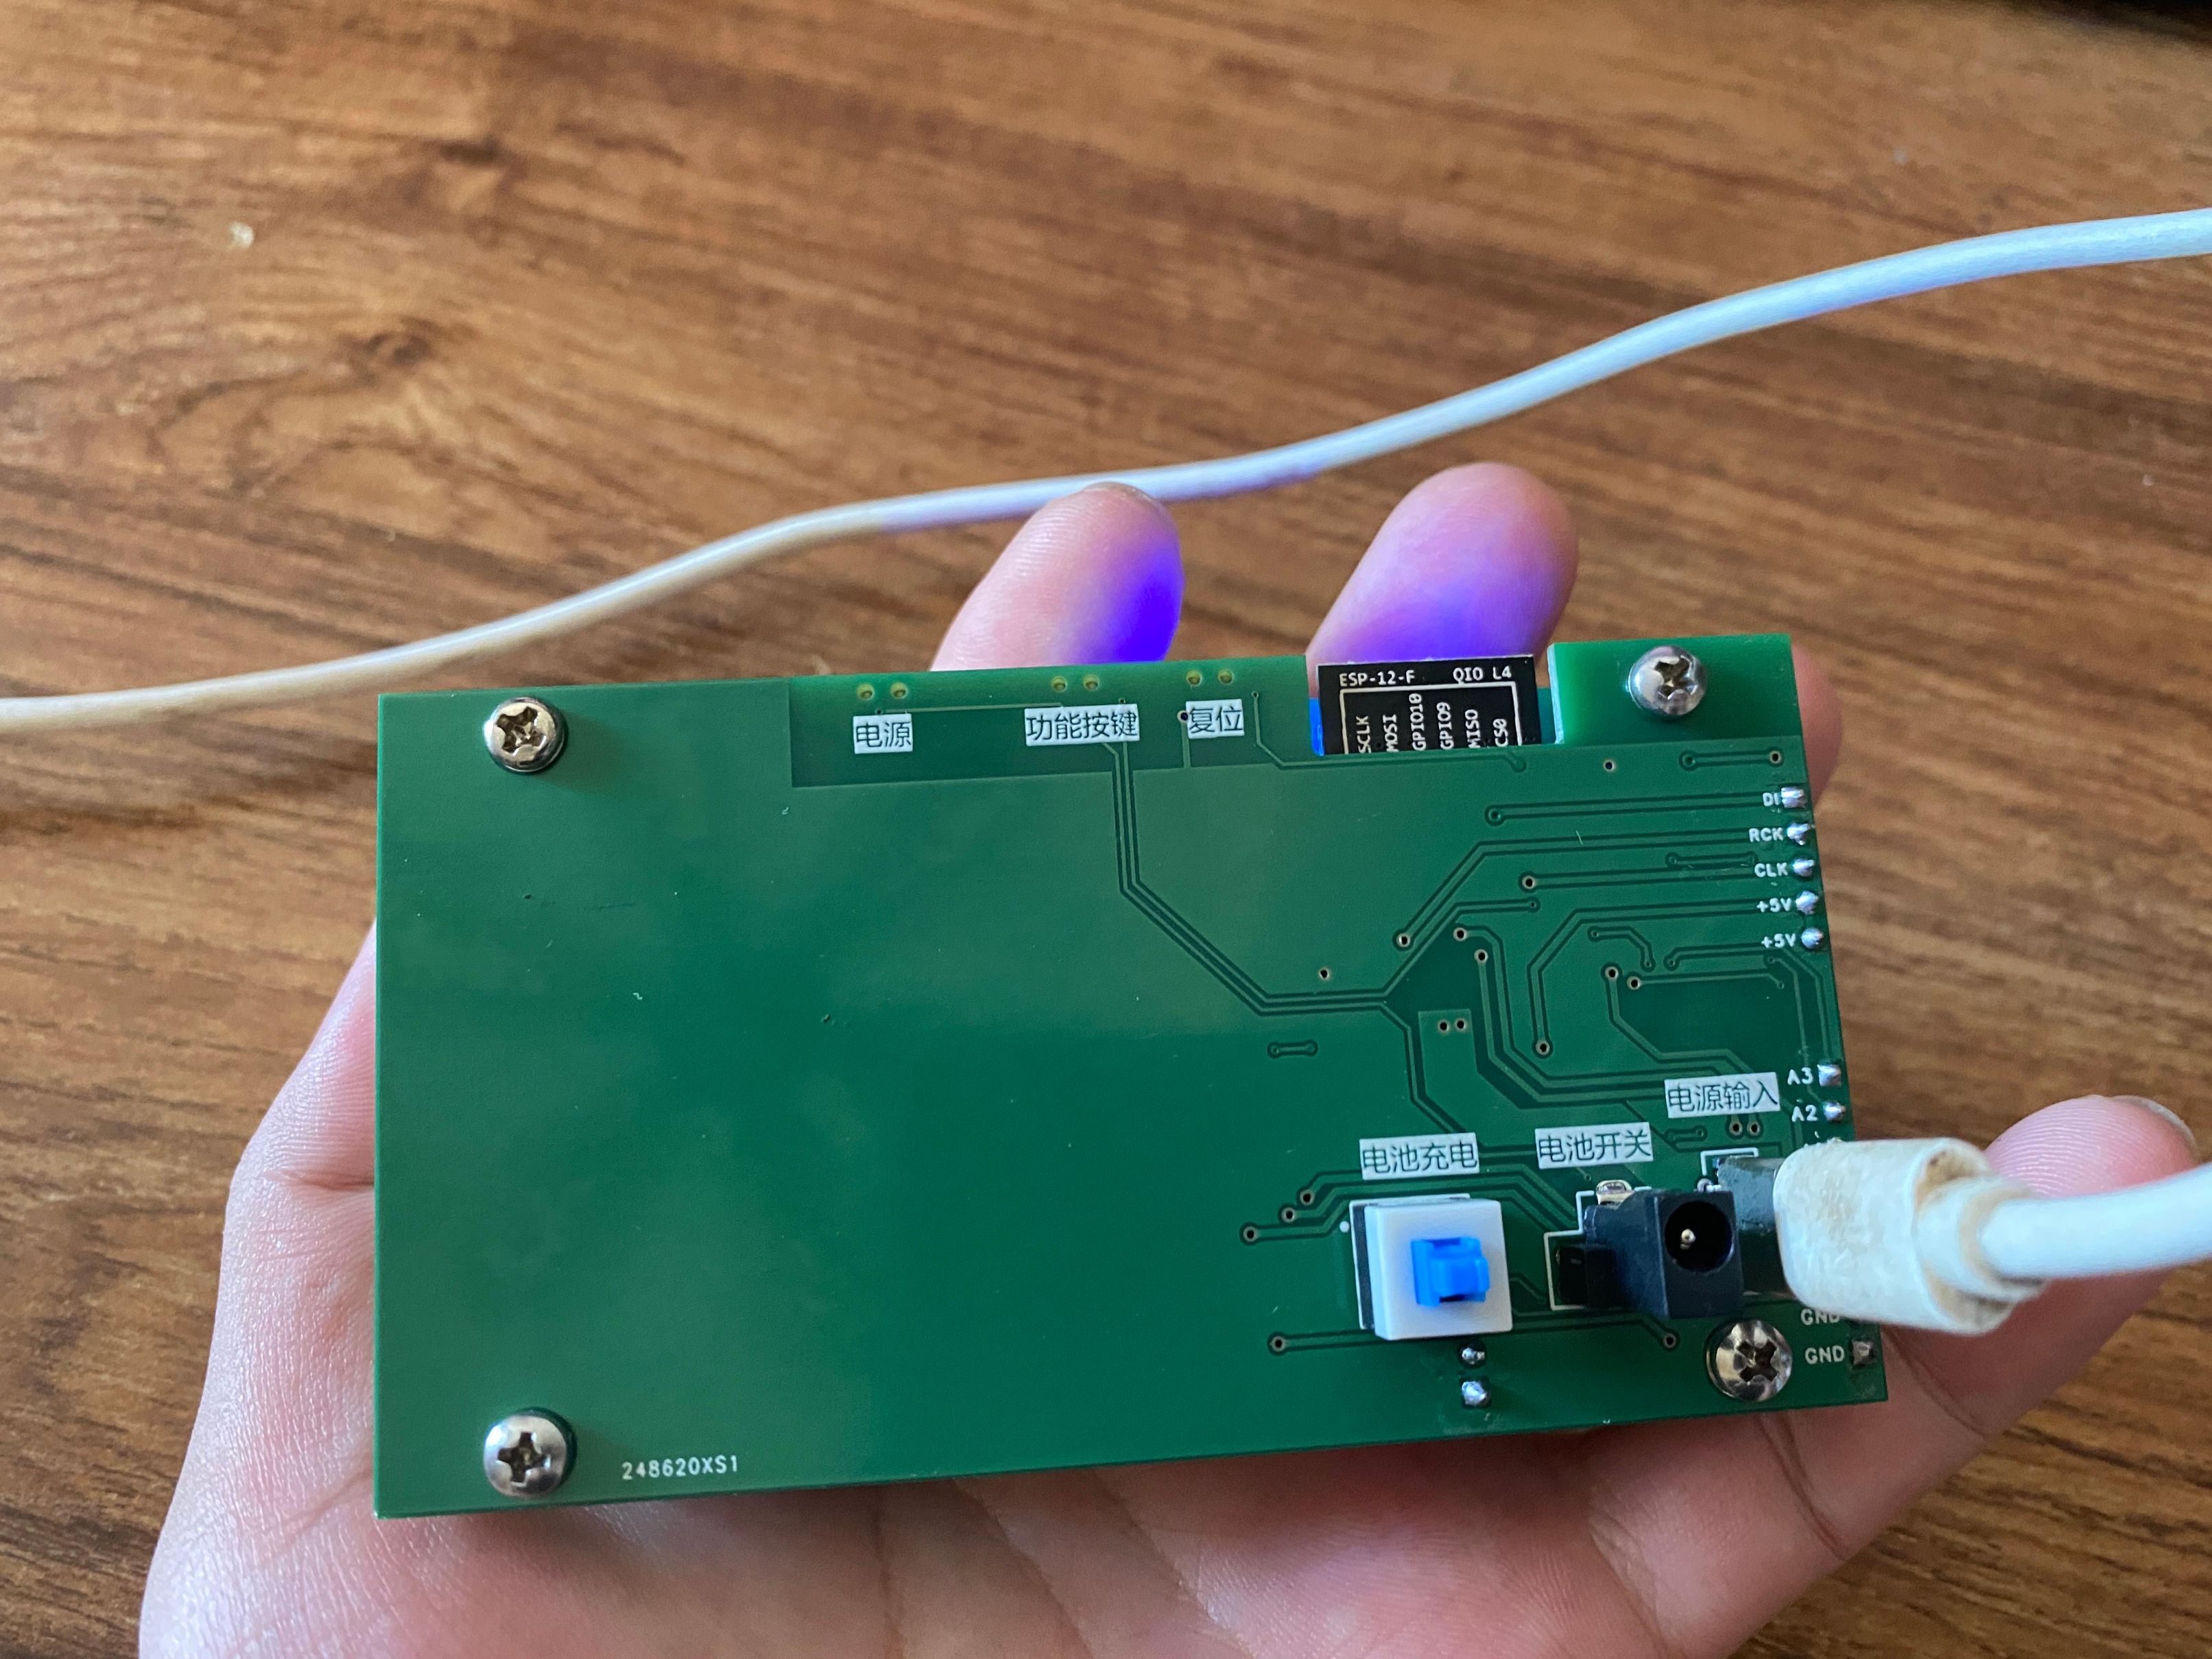 ESP-12-F QIO L4
SCLK
MOSI
GPIO10
GPIO9
MISO
CS0
电源
功能按键
复位
DI
RCK
CLK
+5V
+5V
A3
A2
电源输入
电池充电
电池开关
GND
GND
248620XS1